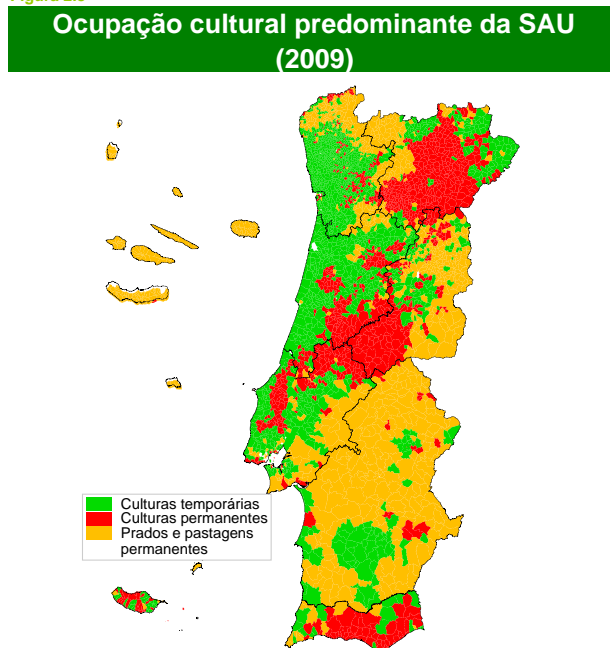 Ocupação cultural predominante da SAU
(2009)
Culturas temporárias
Culturas permanentes
Prados e pastagens
permanentes